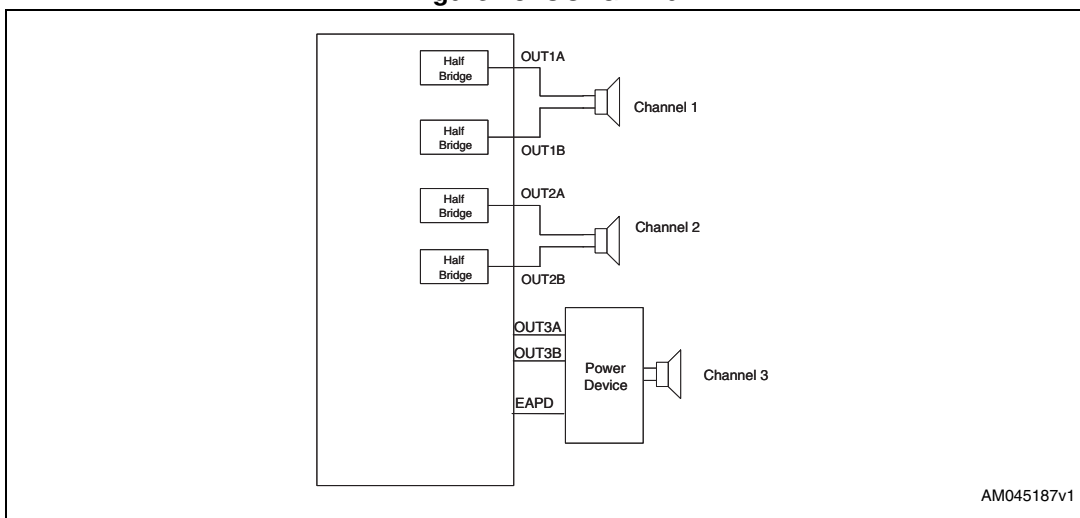 Half
Bridge
OUT1A
Channel 1
Half
Bridge
OUT1B
Half
Bridge
OUT2A
Channel 2
Half
Bridge
OUT2B
OUT3A
OUT3B
Power
Device
Channel 3
EAPD
AM045187v1